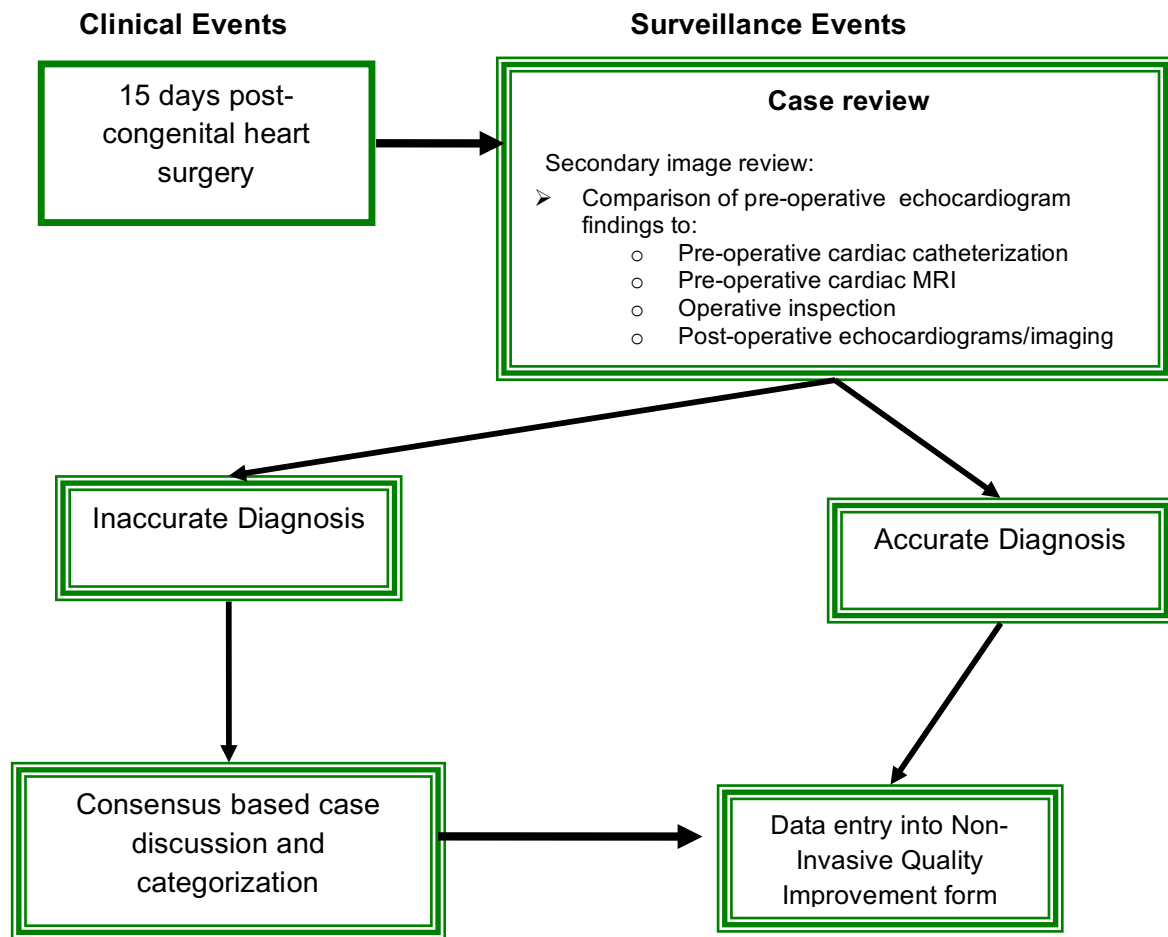 Clinical Events
Surveillance Events
15 days post-
congenital heart
surgery
Case review
Secondary image review:
➢ Comparison of pre-operative echocardiogram
findings to:
o Pre-operative cardiac catheterization
o Pre-operative cardiac MRI
o Operative inspection
o Post-operative echocardiograms/imaging
Inaccurate Diagnosis
Accurate Diagnosis
Consensus based case
discussion and
categorization
Data entry into Non-
Invasive Quality
Improvement form